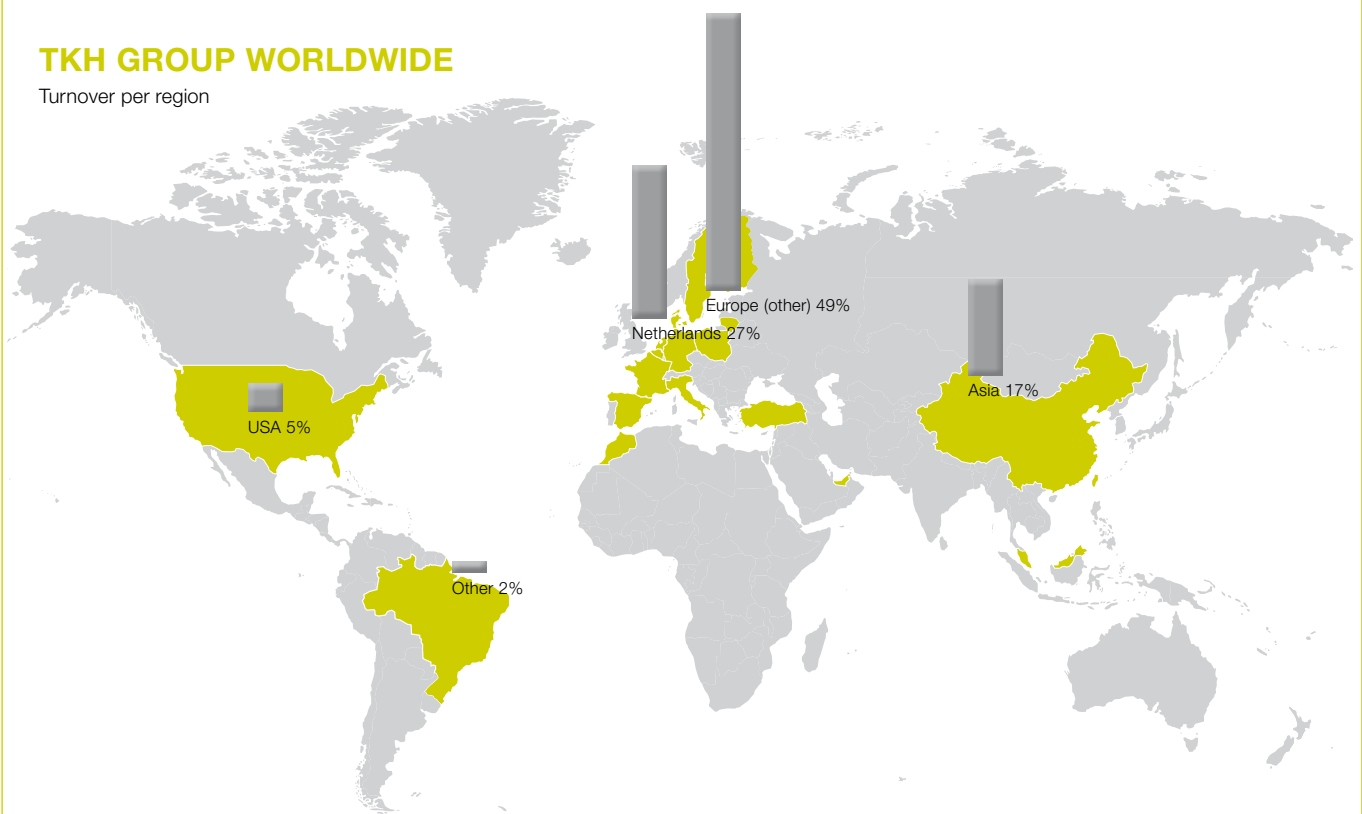 TKH GROUP WORLDWIDE
Turnover per region
Europe (other) 49%
Netherlands 27%
Asia 17%
USA 5%
Other 2%